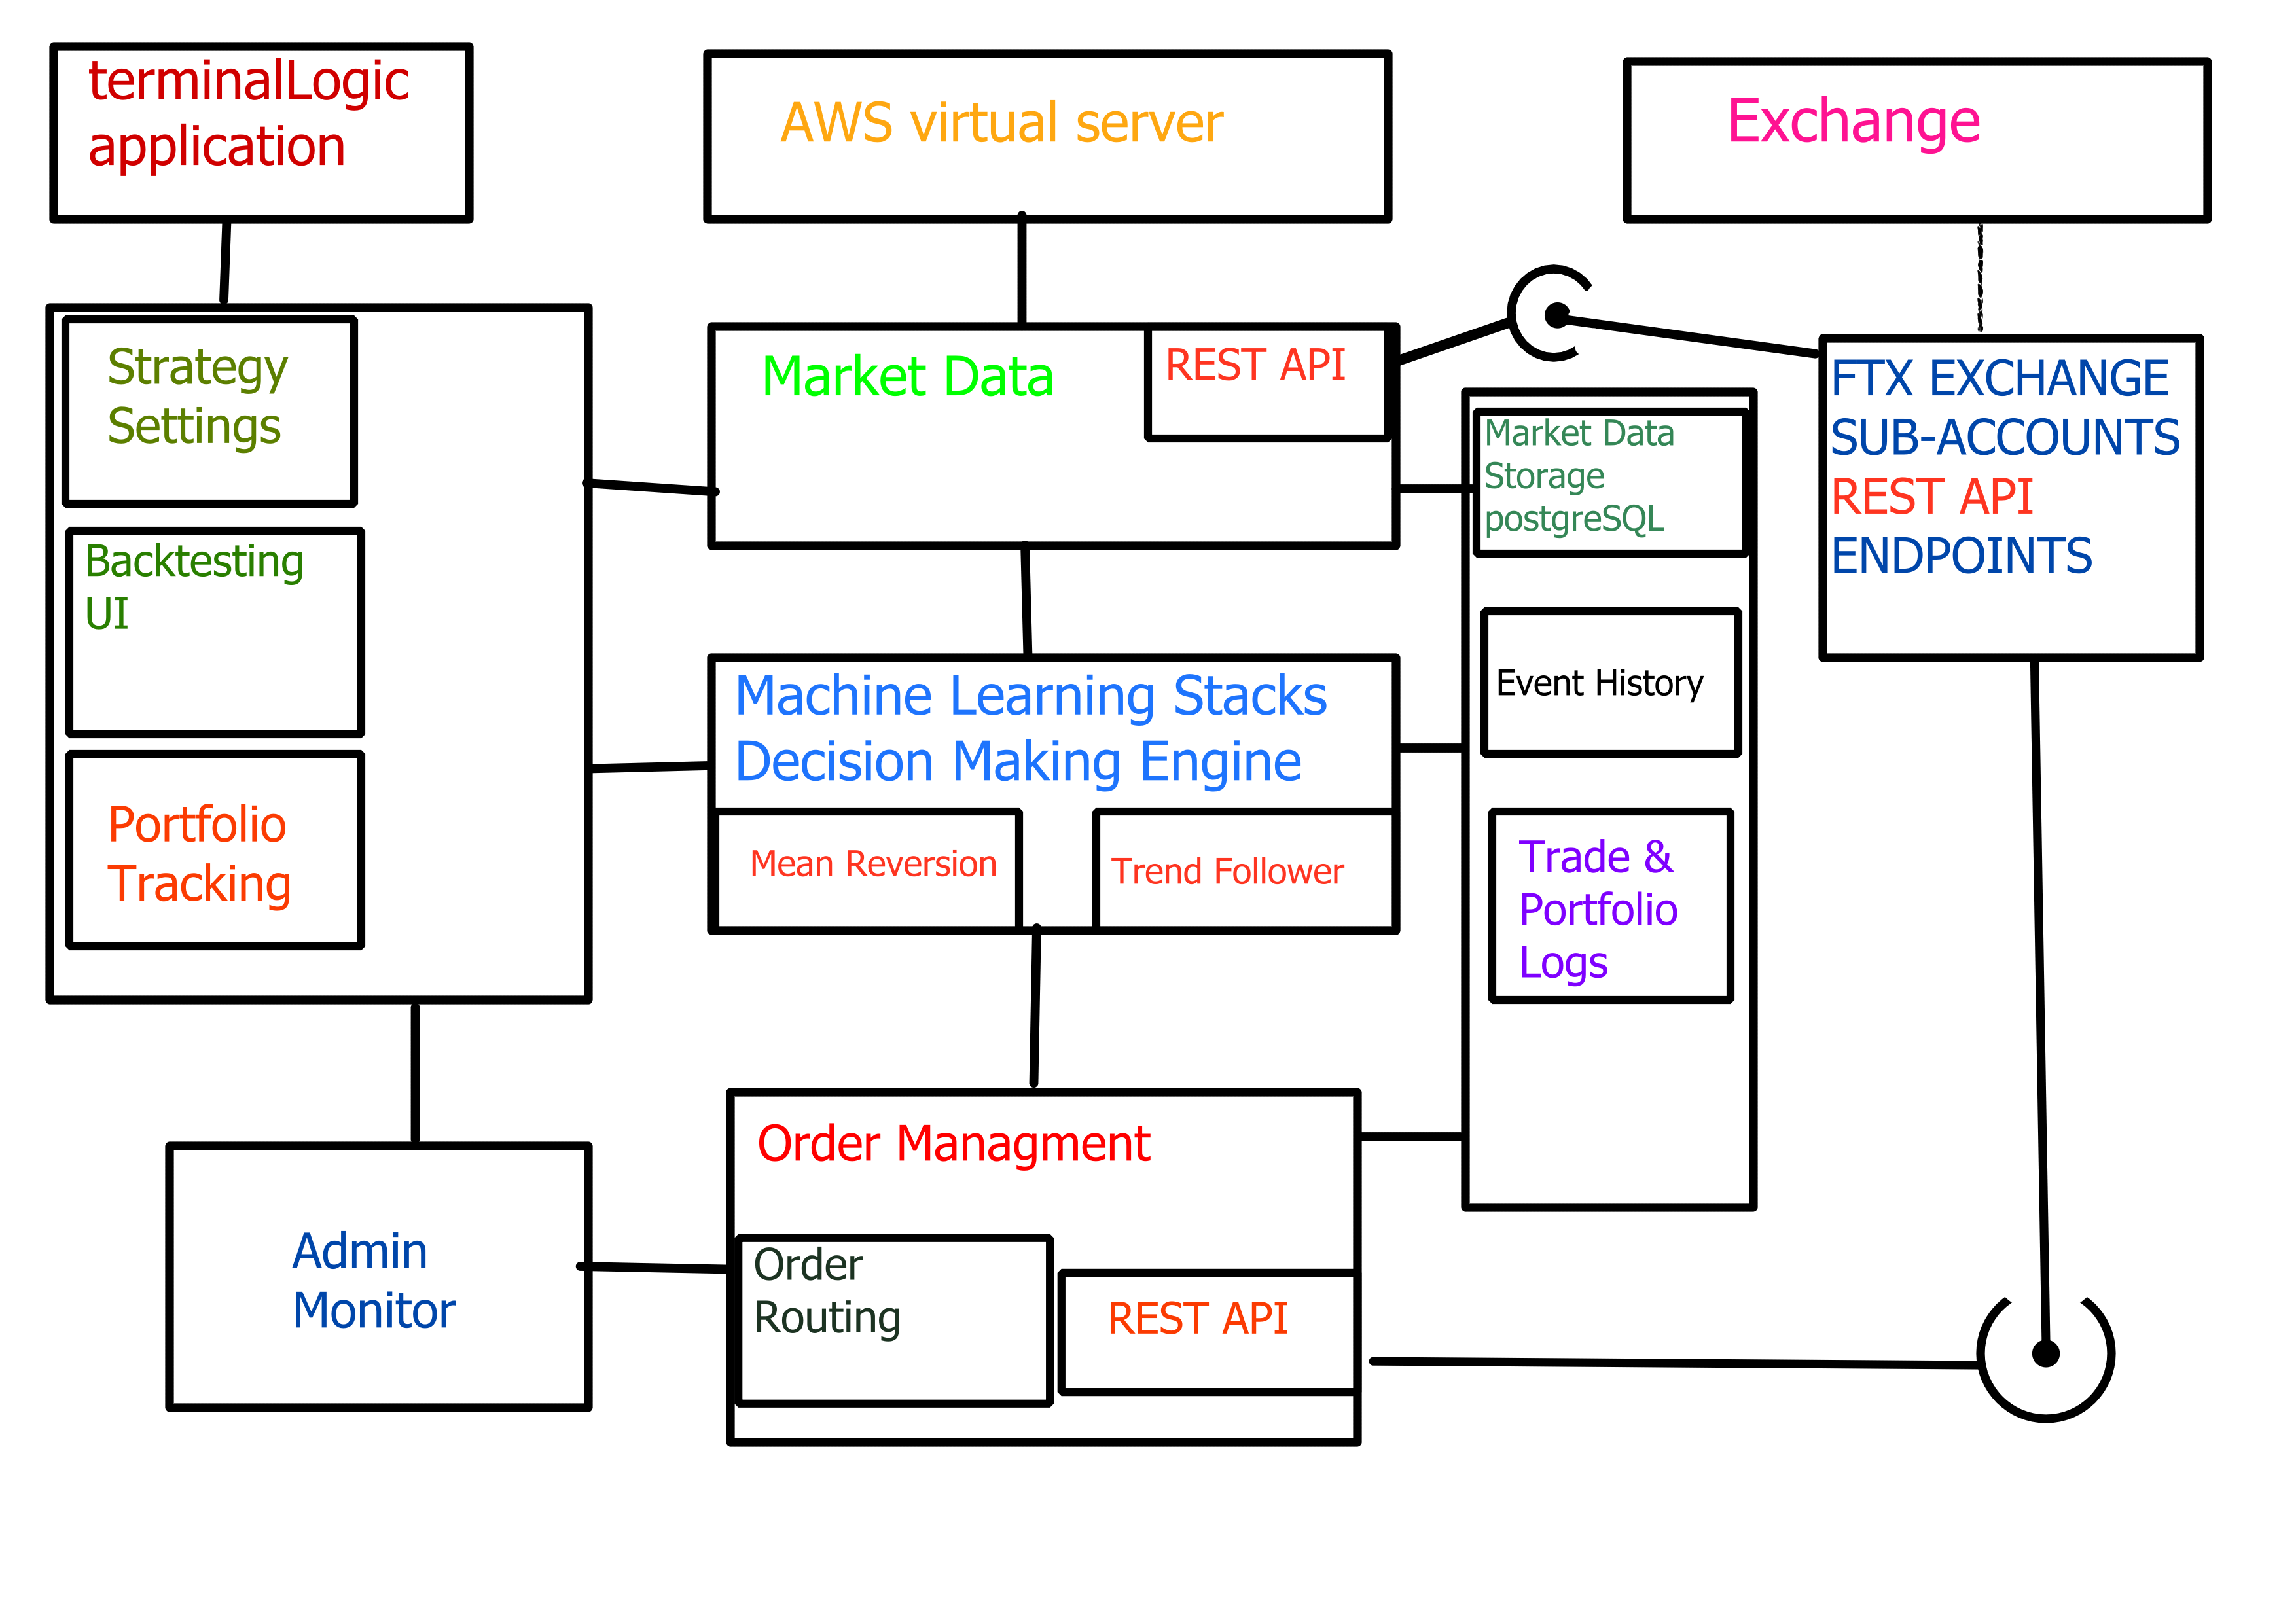 terminalLogic
application
AWS virtual server
Exchange
Strategy
Settings
Backtesting
UI
Portfolio
Tracking
Market Data
REST API
Market Data
Storage
postgreSQL
FTX EXCHANGE
SUB-ACCOUNTS
REST API
ENDPOINTS
Machine Learning Stacks
Decision Making Engine
Mean Reversion
Trend Follower
Event History
Trade &
Portfolio
Logs
Admin
Monitor
Order Managment
Order
Routing
REST API